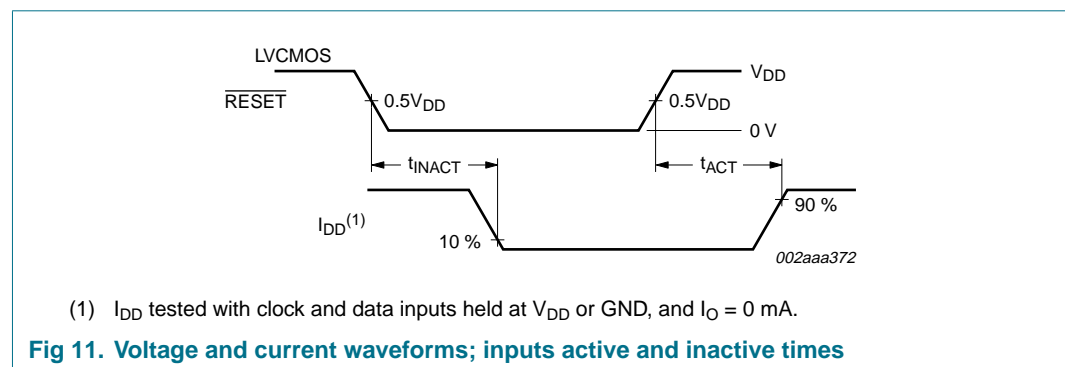 LVCMOS
RESET
0.5VDD
0.5VDD
VDD
0 V
tINACT
tACT
IDD(1)
10 %
90 %
002aaa372
(1) IDD tested with clock and data inputs held at VDD or GND, and IO = 0 mA.
Fig 11. Voltage and current waveforms; inputs active and inactive times